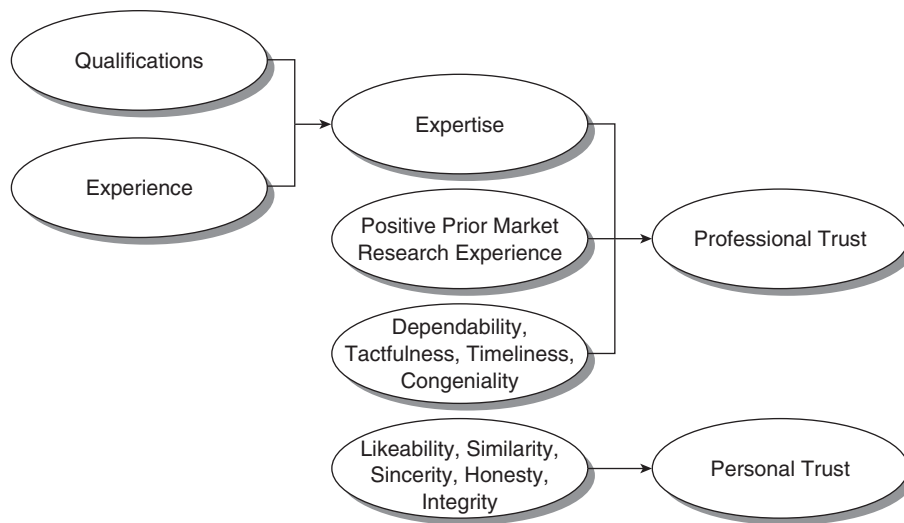 Qualifications
Experience
Expertise
Positive Prior Market
Research Experience
Dependability,
Tactfulness, Timeliness,
Congeniality
Likeability, Similarity,
Sincerity, Honesty,
Integrity
Professional Trust
Personal Trust